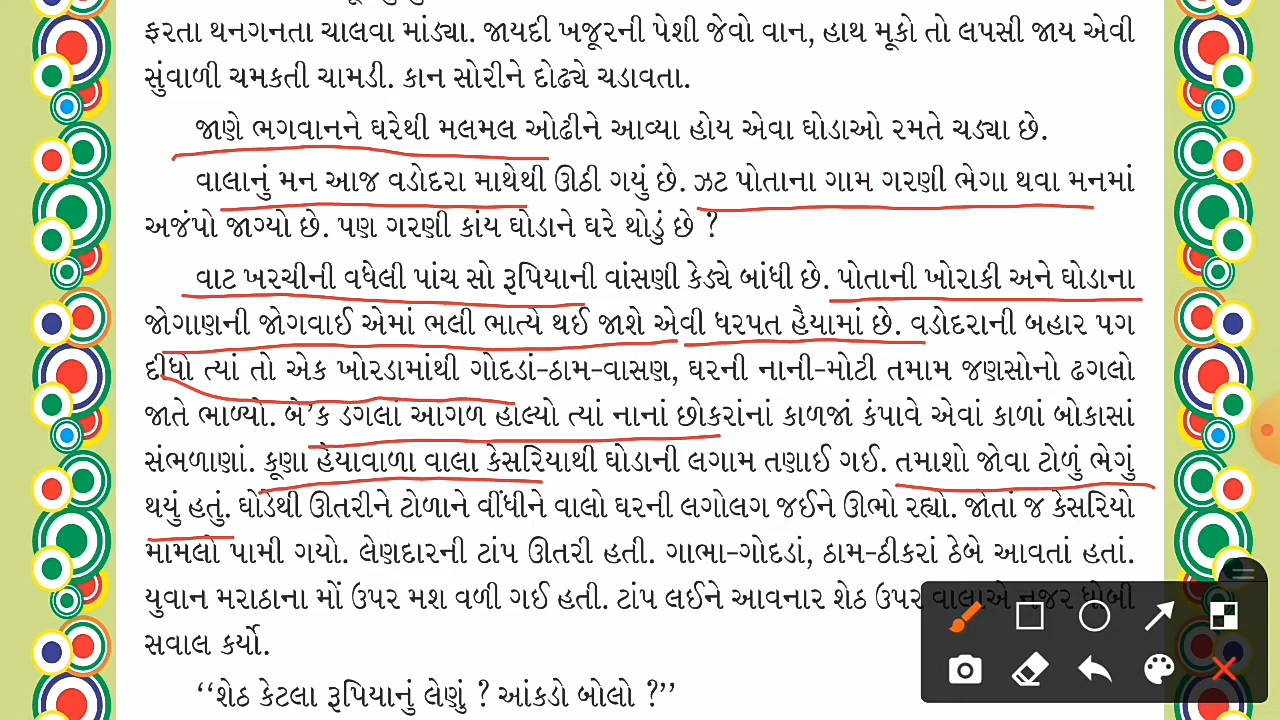 ફરતા થનગનતા ચાલવા માંડ્યા. જાયદી ખજૂરની પેશી જેવો વાન, હાથ મૂકો તો લપસી જાય એવી
સુંવાળી ચમકતી ચામડી. કાન સોરીને દોઢ્યે ચડાવતા.
જાણે ભગવાનને ઘરેથી મલમલ ઓઢીને આવ્યા હોય એવા ઘોડાઓ રમતે ચડ્યા છે.
વાલાનું મન આજ વડોદરા માથેથી ઊઠી ગયું છે. ઝટ પોતાના ગામ ગરણી ભેગા થવા મનમાં
અજંપો જાગ્યો છે. પણ ગરણી કાંય ઘોડાને ઘરે થોડું છે ?
વાટ ખરચીની વધેલી પાંચ સો રૂપિયાની વાંસણી કેડ્યે બાંધી છે. પોતાની ખોરાકી અને ઘોડાના
જોગાણની જોગવાઈ એમાં ભલી ભાત્યે થઈ જાશે એવી ધરપત હૈયામાં છે. વડોદરાની બહાર પગ
દીધો ત્યાં તો એક ખોરડામાંથી ગોદડાં-ઠામ-વાસણ, ઘરની નાની-મોટી તમામ જણસોનો ઢગલો
જાતે ભાળ્યો. બે'ક ડગલાં આગળ હાલ્યો ત્યાં નાનાં છોકરાંનાં કાળજાં કંપાવે એવાં કાળાં બોકાસાં
સંભળાણાં. કૂણા હૈયાવાળા વાલા કેસરિયાથી ઘોડાની લગામ તણાઈ ગઈ. તમાશો જોવા ટોળું ભેગું
થયું હતું. ઘોડેથી ઊતરીને ટોળાને વીંધીને વાલો ઘરની લગોલગ જઈને ઊભો રહ્યો. જોતાં જ કેસરિયો
મામલો પામી ગયો. લેણદારની ટાંપ ઊતરી હતી. ગાભા-ગોદડાં, ઠામ-ઠીકરાં ઠેબે આવતાં હતાં.
યુવાન મરાઠાના મોં ઉપર મશ વળી ગઈ હતી. ટાંપ લઈને આવનાર શેઠ ઉપર વાલાએ નજર ધોબી
સવાલ કર્યો.
‘‘શેઠ કેટલા રૂપિયાનું લેણું ? આંકડો બોલો ?’’